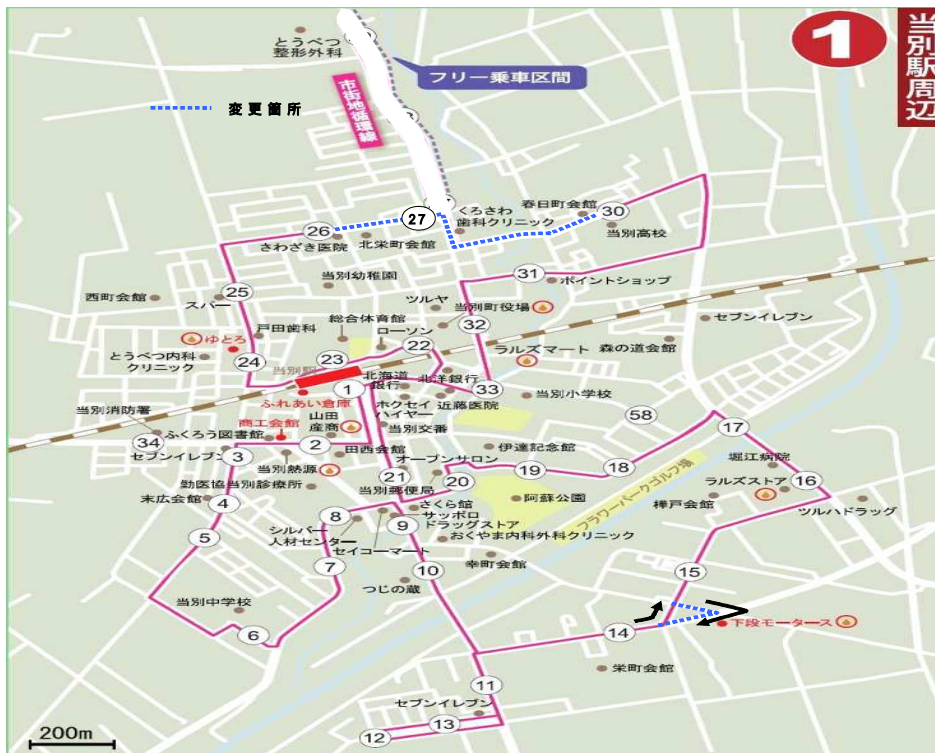 1
当別駅周辺
とうべつ
整形外科
フリー乗車区間
市街地循環線
変更箇所
27
くろさわ
歯科クリニック
春日町会館
30
当別高校
26
さわざき医院
北栄町会館
当別幼稚園
31
ポイントショップ
西町会館
25
スパー
ツルヤ
当別町役場
総合体育館
ローソン
32
セブンイレブン
戸田歯科
ゆとろ
とうべつ内科
クリニック
24
23
22
ラルズマート
森の道会館
当別駅
1
北海道
銀行
北洋銀行
33
当別小学校
ふれあい倉庫
ホクセイ
ハイヤー
近藤医院
当別消防署
商工会館
山田
産商
58
34
ふくろう図書館
2
当別交番
17
セブンイレブン
3
田西会館
伊達記念館
堀江病院
当別熱源
オープンサロン
21
20
19
18
ラルズストア
16
勤医協当別診療所
当別郵便局
末広会館
4
阿蘇公園
樺戸会館
ツルハドラッグ
フラワーパークゴルフ場
さくら館
8
9
サッポロ
ドラッグストア
5
シルバー
人材センター
セイコーマート
おくやま内科外科クリニック
7
10
幸町会館
15
つじの蔵
当別中学校
6
14
下段モータース
栄町会館
11
セブンイレブン
13
12
200m